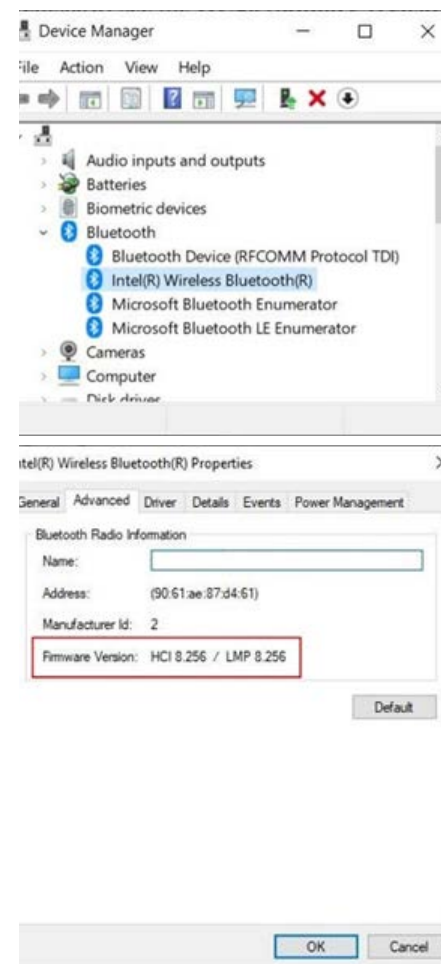 Device Manager
File Action View Help
Audio inputs and outputs
Batteries
Biometric devices
Bluetooth
Bluetooth Device (RFCOMM Protocol TDI)
Intel(R) Wireless Bluetooth(R)
Microsoft Bluetooth Enumerator
Microsoft Bluetooth LE Enumerator
Cameras
Computer
Disk drives
ntel(R) Wireless Bluetooth(R) Properties
General Advanced Driver Details Events Power Management
Bluetooth Radio Information
Name:
Address: (90:61:ae:87:d4:61)
Manufacturer Id: 2
Firmware Version: HCI 8.256 / LMP 8.256
Default
OK Cancel